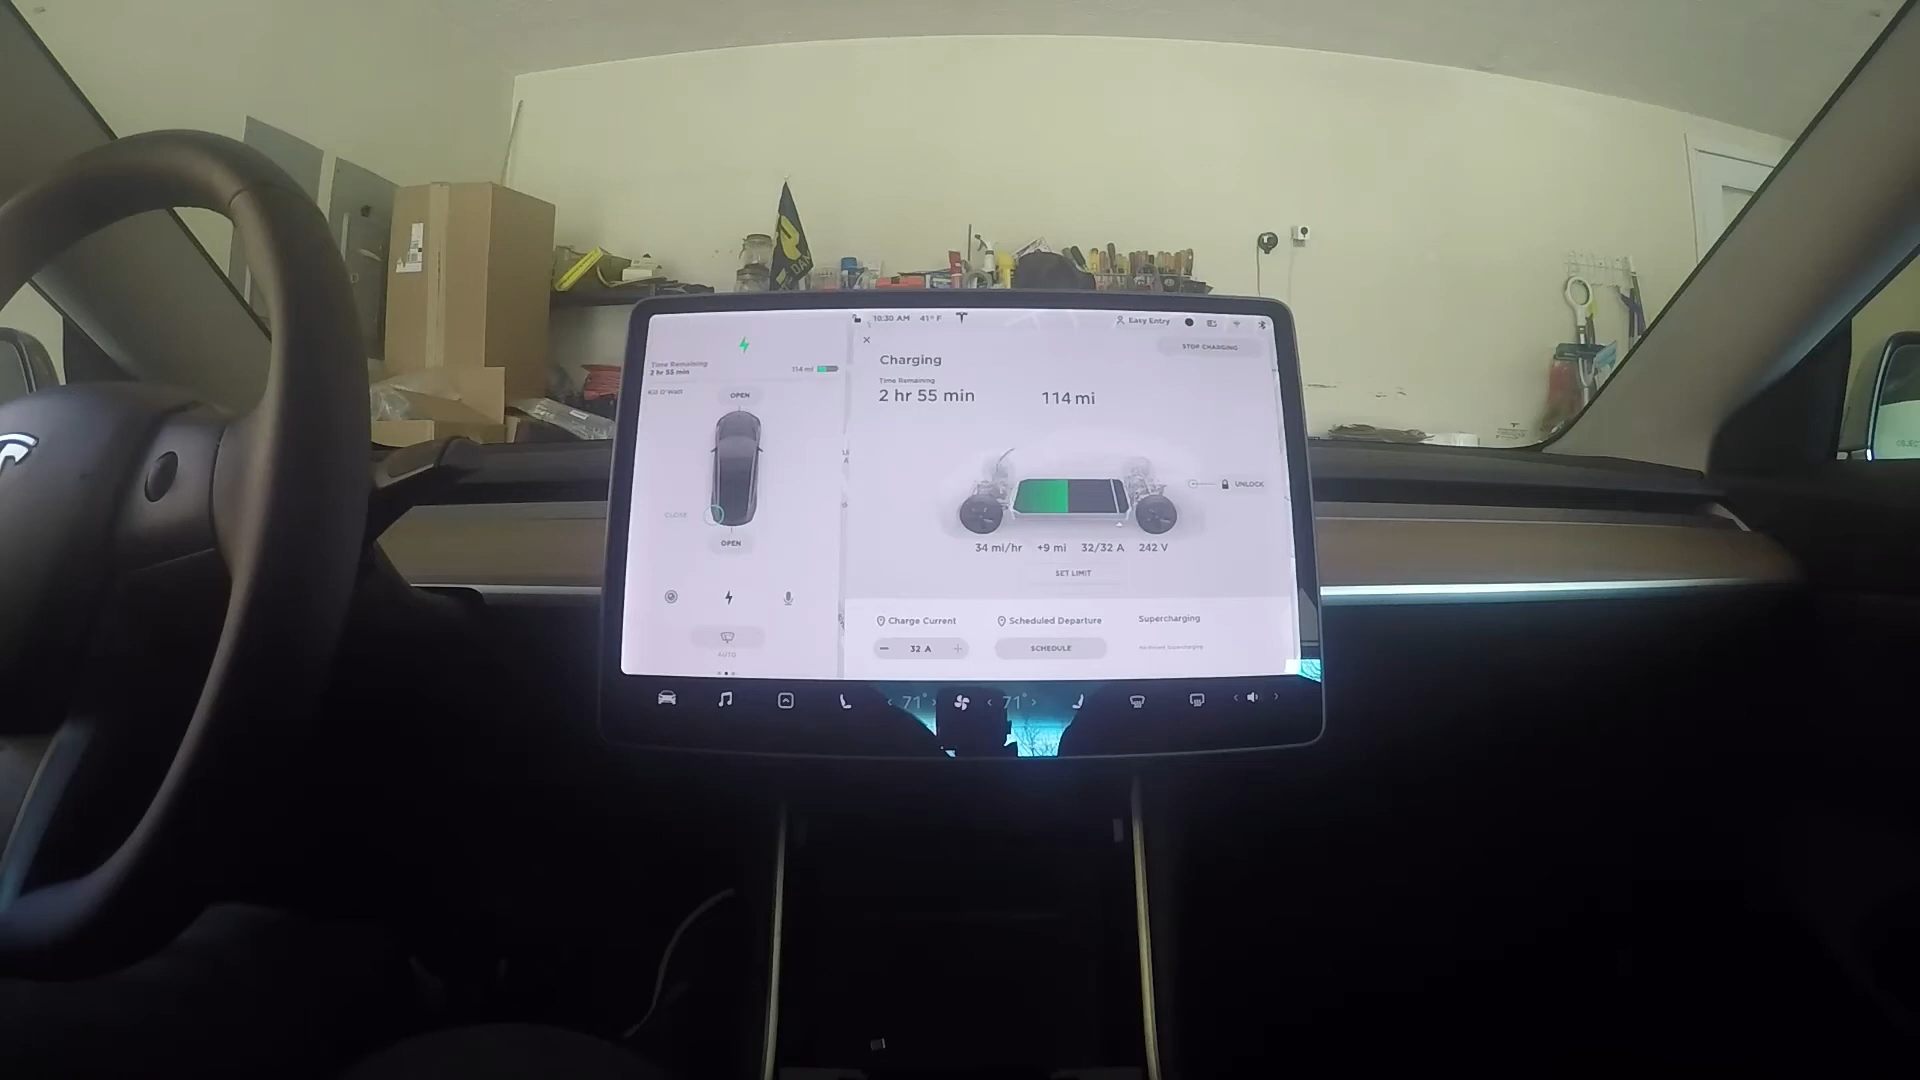 10:30 AM 41°F
Easy Entry
Time Remaining
2 hr 55 min
114 mi
OPEN
CLOSE
OPEN
AUTO
STOP CHARGING
Charging
Time Remaining
2 hr 55 min
114 mi
UNLOCK
34 mi/hr +9 mi 32/32 A 242 V
SET LIMIT
Charge Current
Scheduled Departure
Supercharging
32 A
SCHEDULE
71° 71°